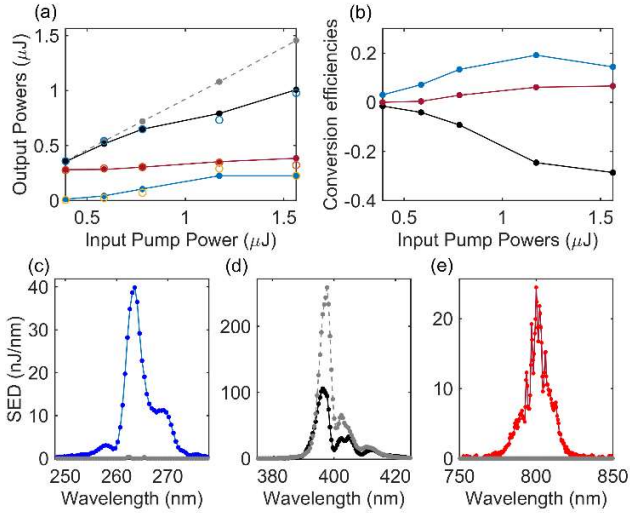 (a)
(b)
Output Powers (μJ)
1.5
1
0.5
0
0.5
1
1.5
Input Pump Power (μJ)
Conversion efficiencies
0.2
0
-0.2
-0.4
0.5
1
1.5
Input Pump Powers (μJ)
(c)
(d)
(e)
SED (nJ/nm)
40
30
20
10
0
250
260
270
Wavelength (nm)
200
100
0
380
400
420
Wavelength (nm)
20
10
0
750
800
850
Wavelength (nm)